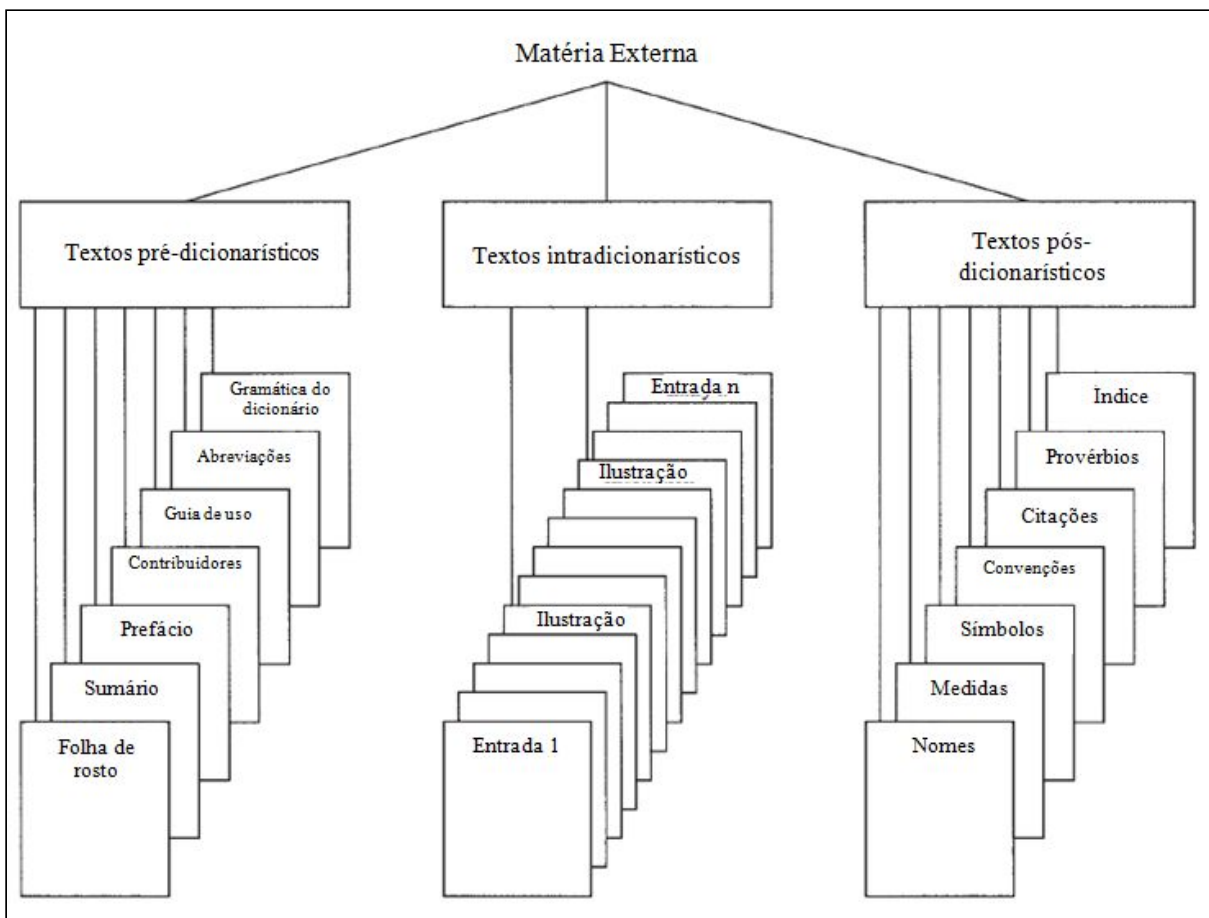 Matéria Externa
Textos pré-dicionarísticos
Textos intradicionarísticos
Textos pós-
dicionarísticos
Gramática do
dicionário
Abreviações
Guia de uso
Contribuidores
Prefácio
Sumário
Folha de
rosto
Entrada n
Ilustração
Ilustração
Entrada 1
Índice
Provérbios
Citações
Convenções
Símbolos
Medidas
Nomes